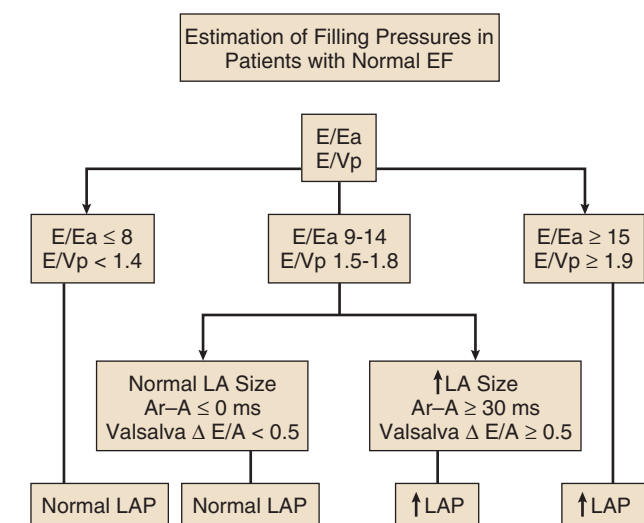 Estimation of Filling Pressures in
Patients with Normal EF
E/Ea
E/Vp
E/Ea ≤ 8
E/Vp < 1.4
E/Ea 9-14
E/Vp 1.5-1.8
E/Ea ≥ 15
E/Vp ≥ 1.9
Normal LA Size
Ar–A ≤ 0 ms
Valsalva Δ E/A < 0.5
↑LA Size
Ar–A ≥ 30 ms
Valsalva Δ E/A ≥ 0.5
Normal LAP
Normal LAP
↑LAP
↑LAP